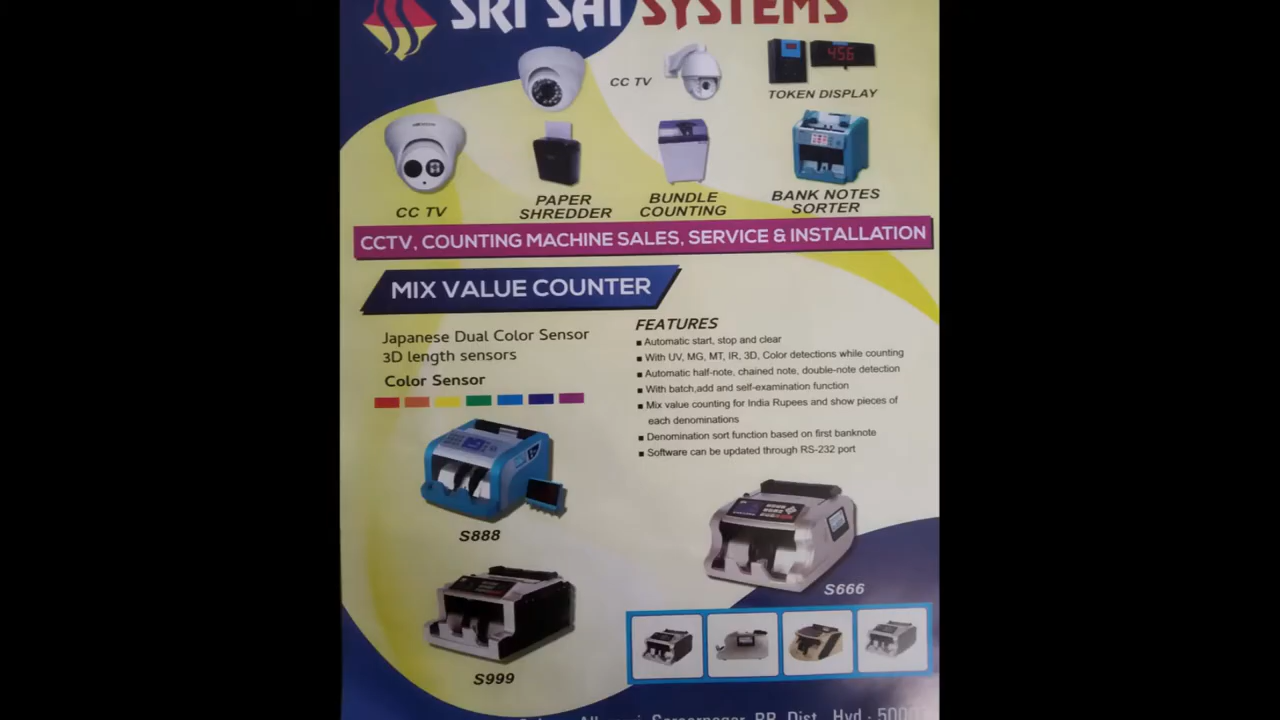 SRI SAI SYSTEMS
CC TV
456
TOKEN DISPLAY
CC TV
PAPER SHREDDER
BUNDLE COUNTING
BANK NOTES SORTER
CCTV, COUNTING MACHINE SALES, SERVICE & INSTALLATION
MIX VALUE COUNTER
Japanese Dual Color Sensor
3D length sensors
Color Sensor
FEATURES
Automatic start, stop and clear
With UV, MG, MT, IR, 3D, Color detections while counting
Automatic half-note, chained note, double-note detection
With batch,add and self-examination function
Mix value counting for India Rupees and show pieces of
each denominations
Denomination sort function based on first banknote
Software can be updated through RS-232 port
S888
S666
S999
RR Dist. Hyd -